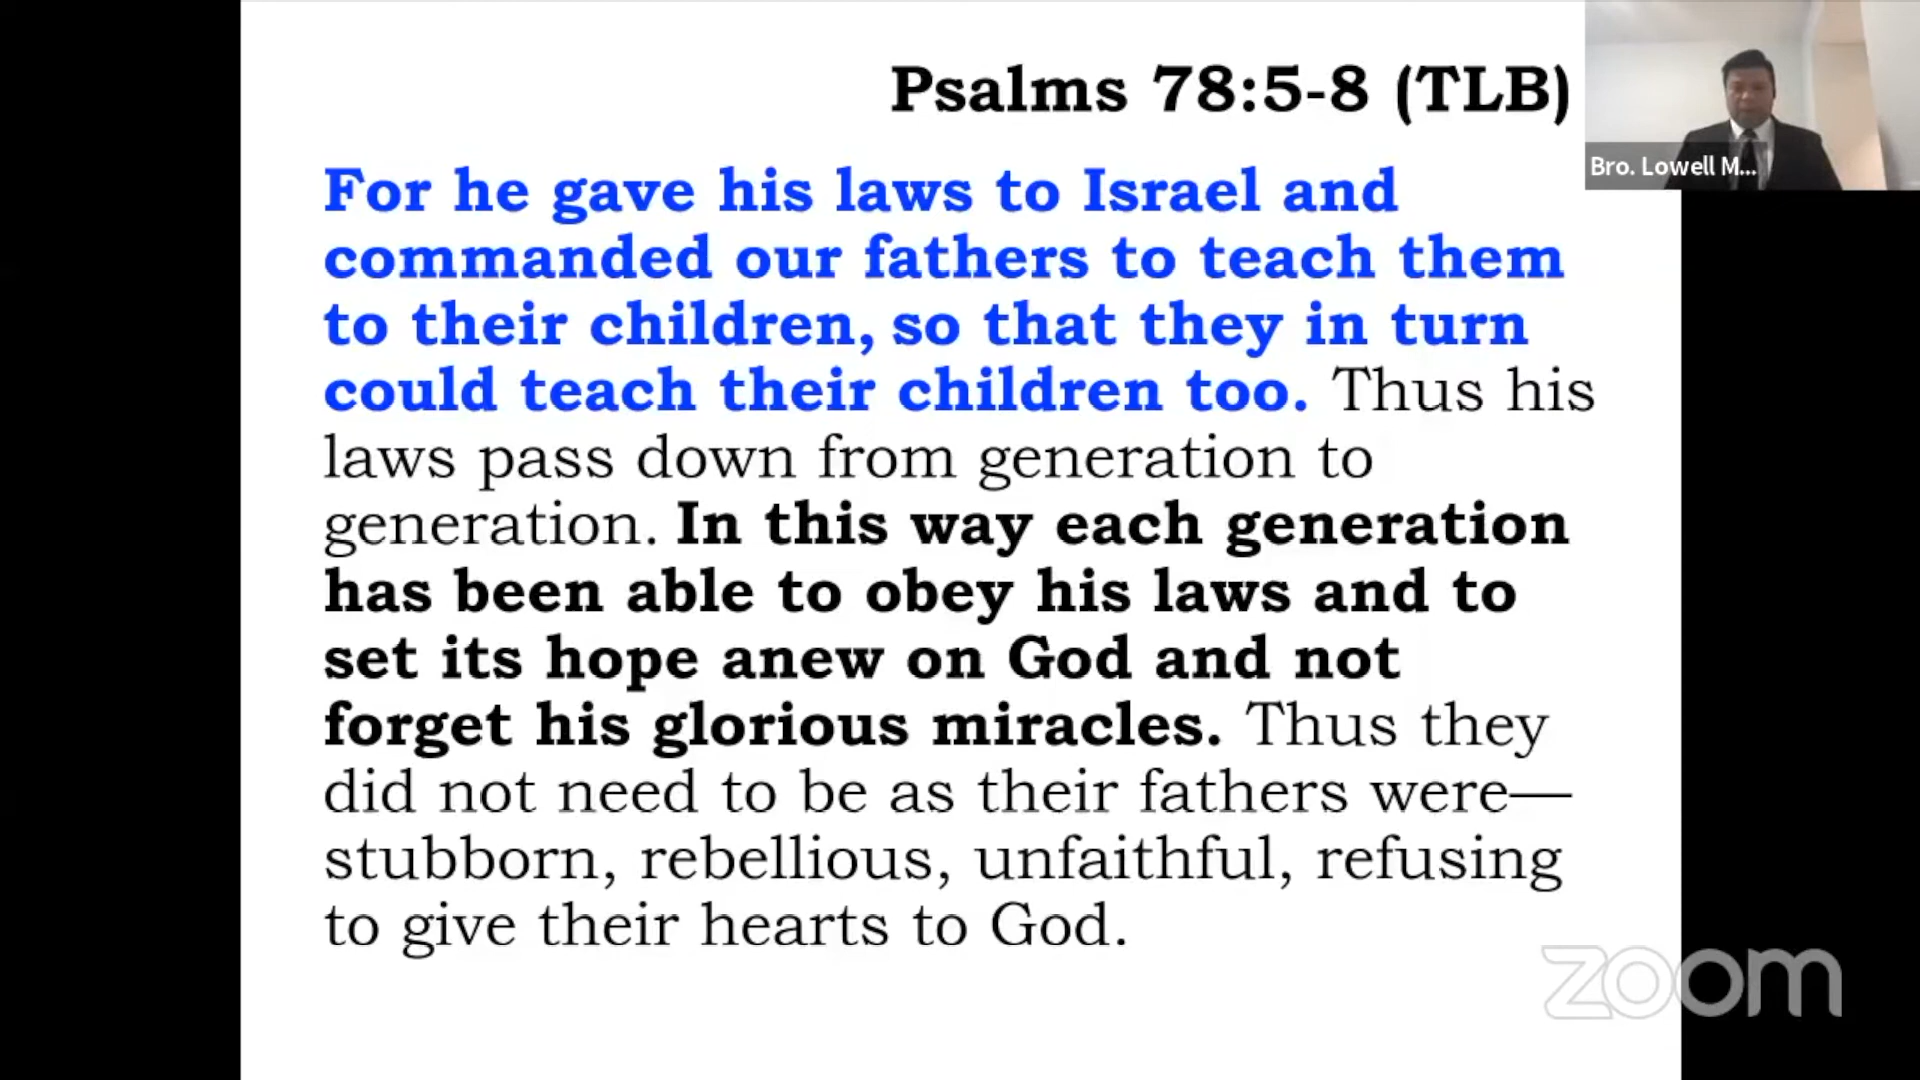 Psalms 78:5-8 (TLB)
Bro. Lowell M...
For he gave his laws to Israel and
commanded our fathers to teach them
to their children, so that they in turn
could teach their children too. Thus his
laws pass down from generation to
generation. In this way each generation
has been able to obey his laws and to
set its hope anew on God and not
forget his glorious miracles. Thus they
did not need to be as their fathers were—
stubborn, rebellious, unfaithful, refusing
to give their hearts to God.
zoom